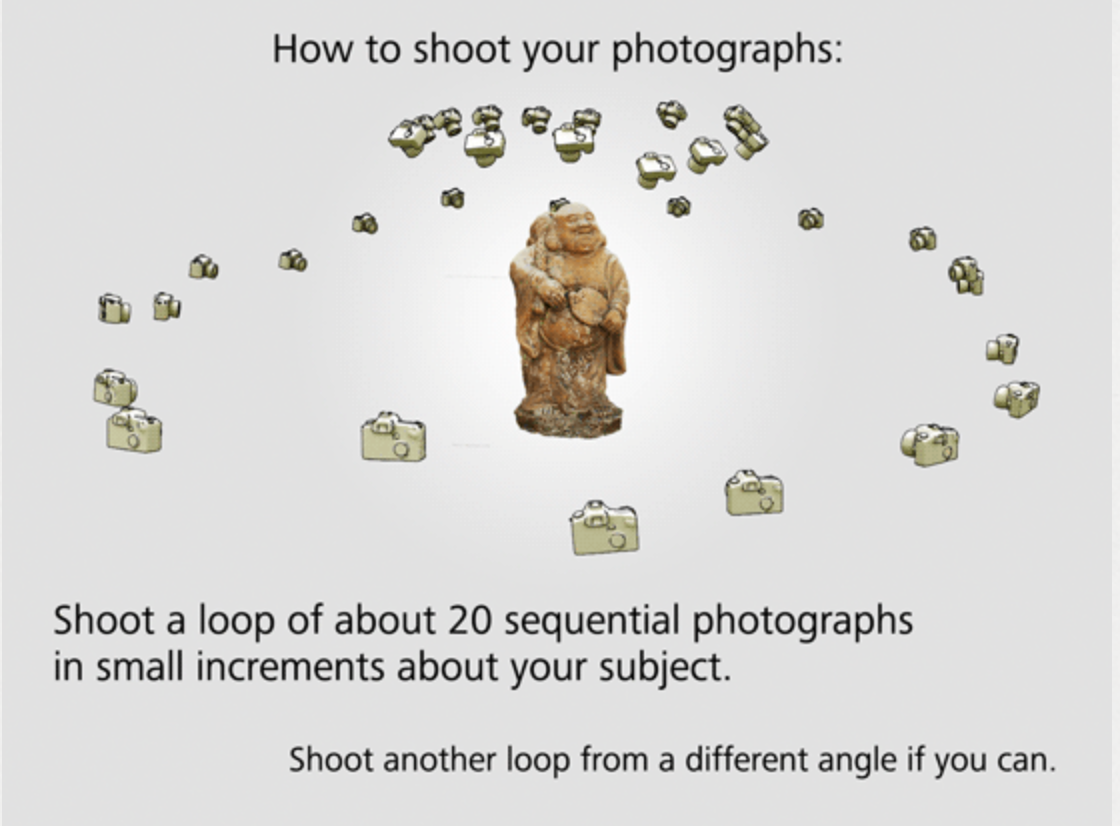 How to shoot your photographs:
Shoot a loop of about 20 sequential photographs
in small increments about your subject.
Shoot another loop from a different angle if you can.